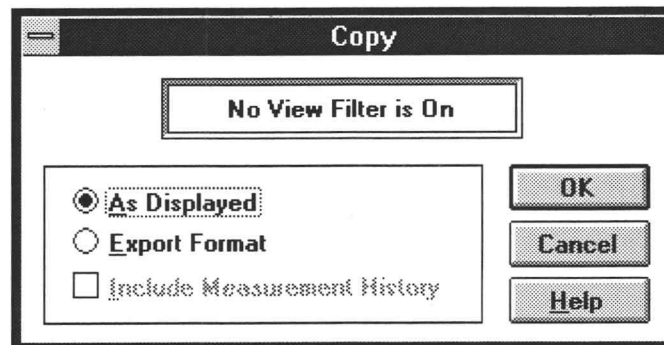 Copy
No View Filter is On
As Displayed
Export Format
Include Measurement History
OK
Cancel
Help